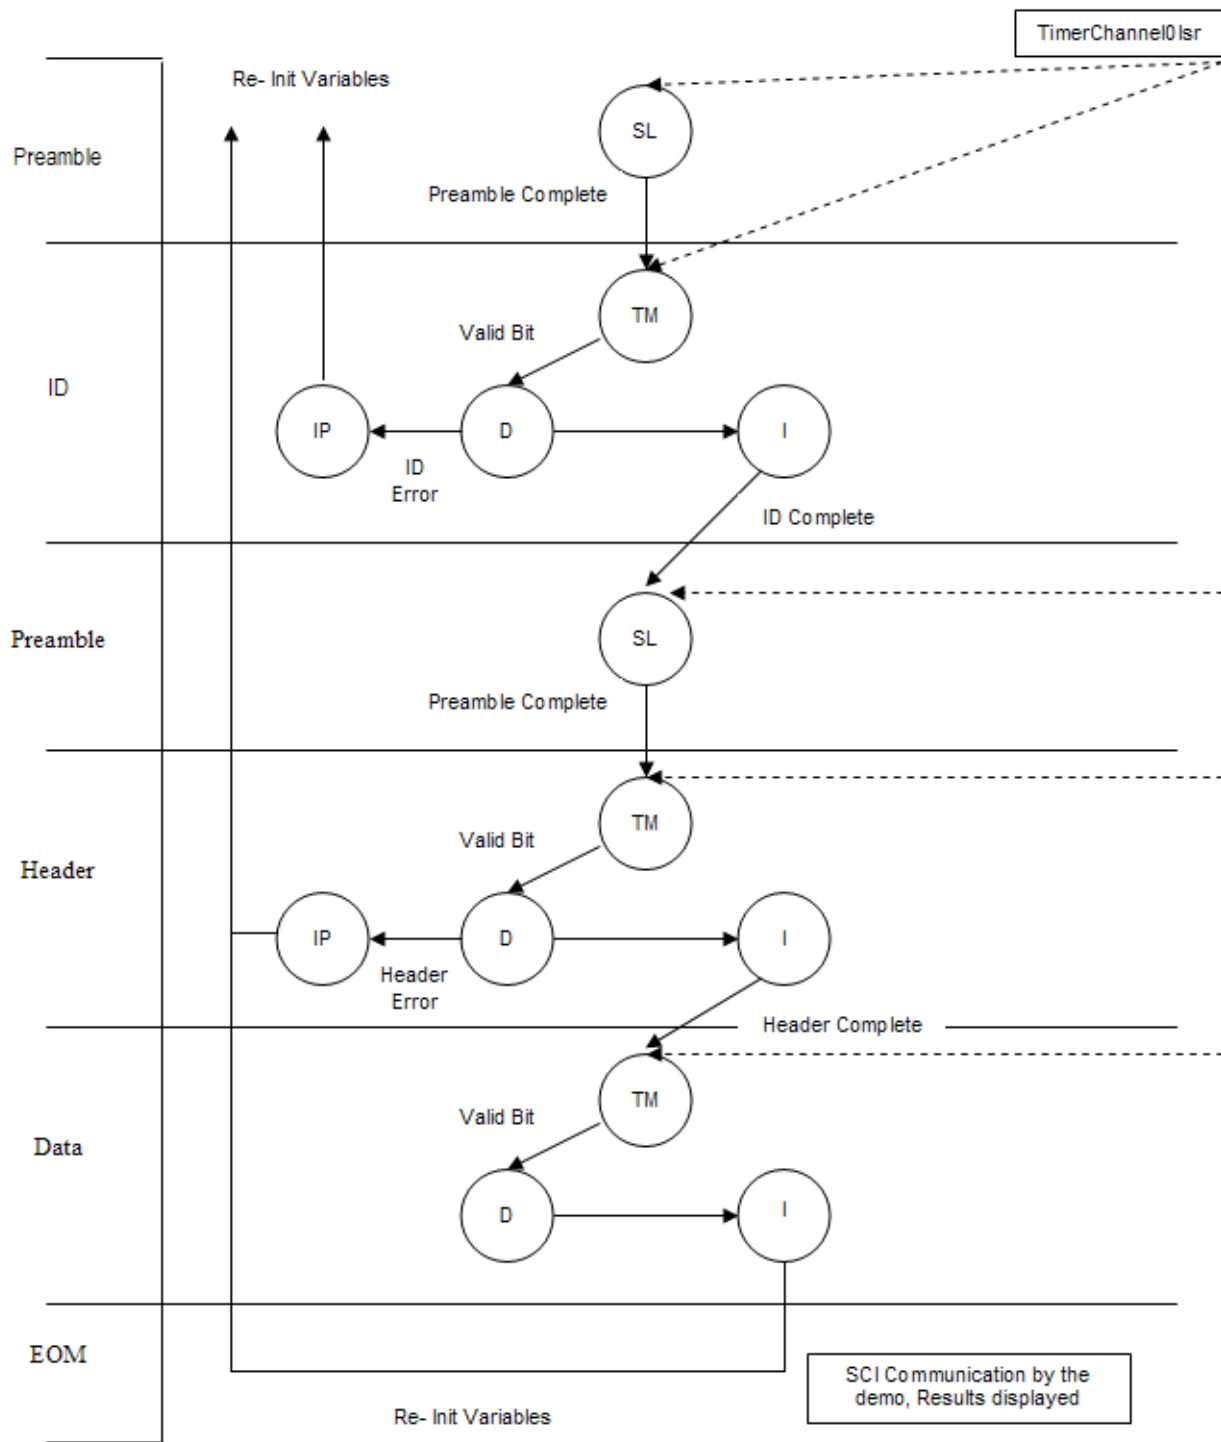 TimerChannel0Isr
Re- Init Variables
SL
Preamble
Preamble Complete
TM
Valid Bit
ID
IP
D
I
ID
Error
ID Complete
Preamble
SL
Preamble Complete
TM
Valid Bit
Header
IP
D
I
Header
Error
Header Complete
TM
Valid Bit
Data
D
I
EOM
SCI Communication by the
demo, Results displayed
Re- Init Variables